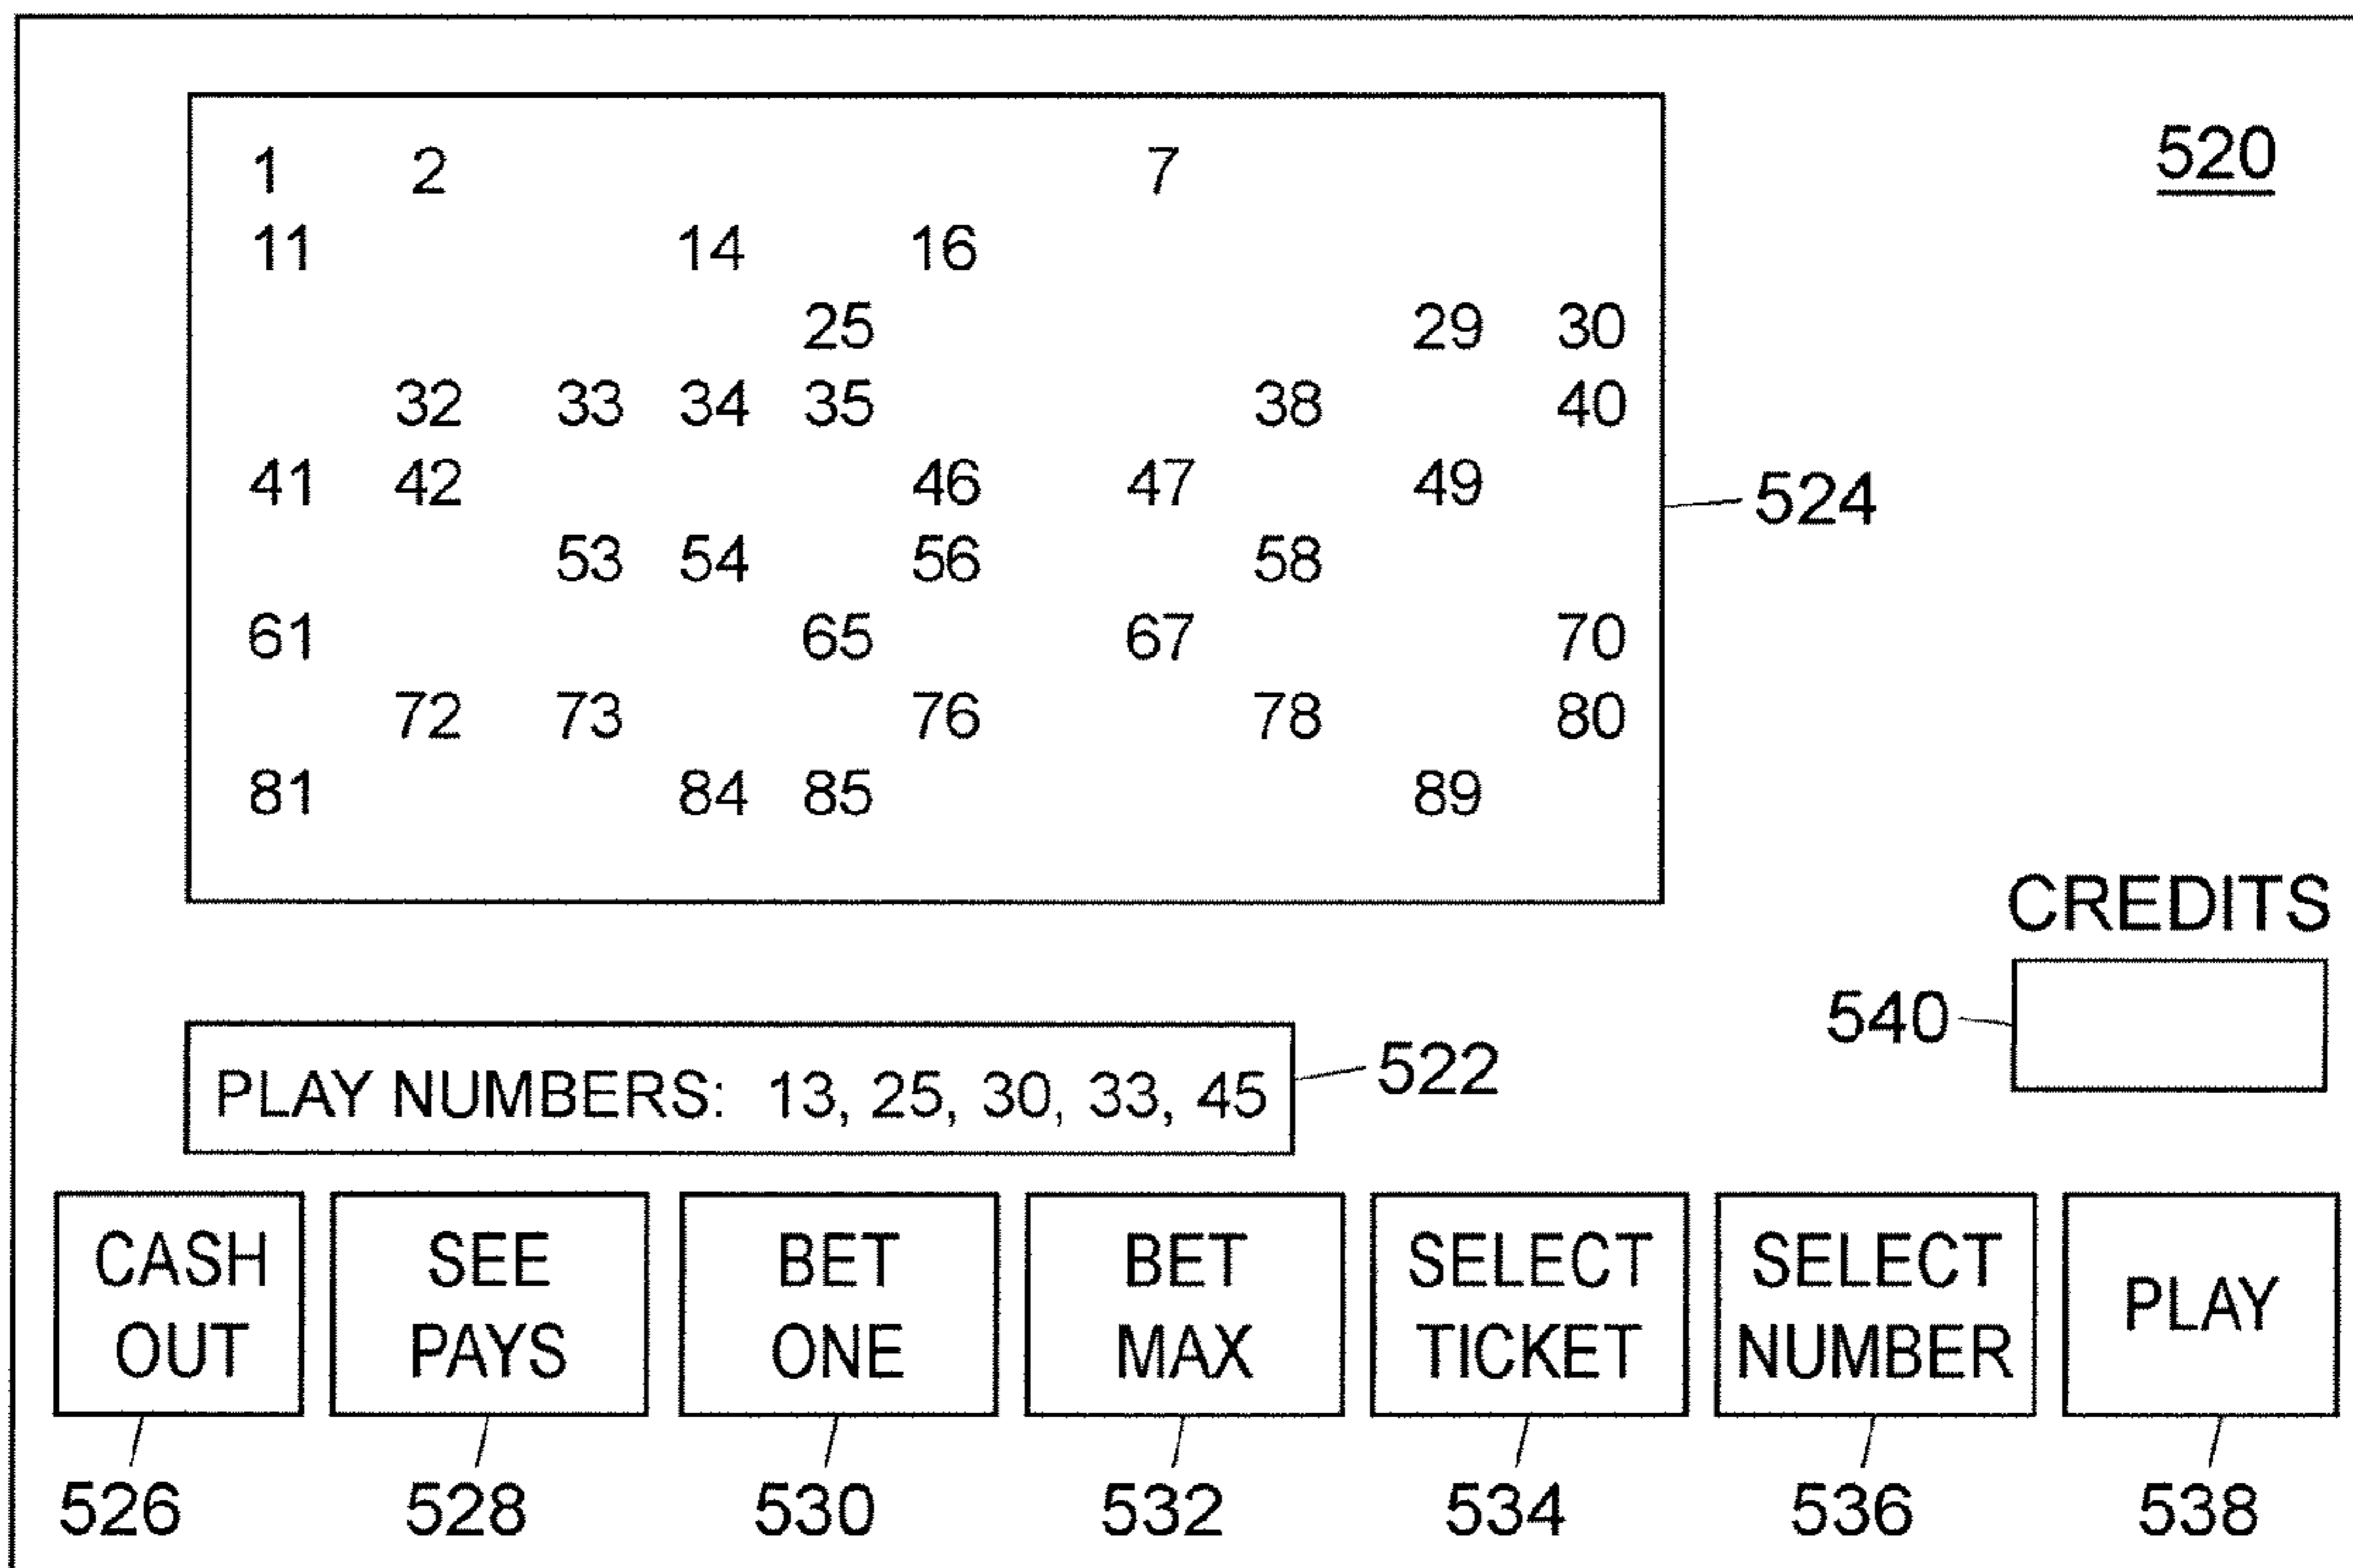 1 2 7
520
11 14 16
25 29 30
32 33 34 35 38 40
41 42 46 47 49
524
53 54 56 58
61 65 67 70
72 73 76 78 80
81 84 85 89
CREDITS
540
PLAY NUMBERS: 13, 25, 30, 33, 45
522
CASH OUT
SEE PAYS
BET ONE
BET MAX
SELECT TICKET
SELECT NUMBER
PLAY
526 528 530 532 534 536 538